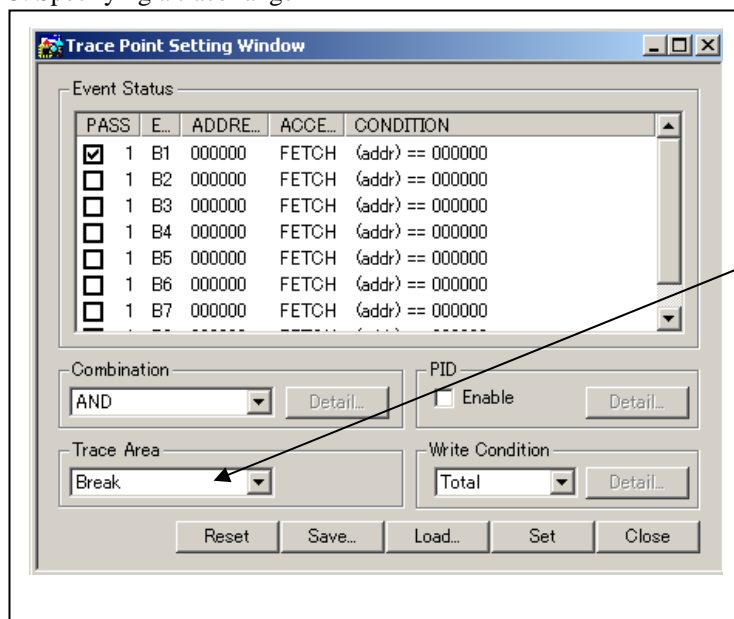 Trace Point Setting Window
Event Status
PASS E... ADDRE... ACCE... CONDITION
1 B1 000000 FETCH (addr) == 000000
1 B2 000000 FETCH (addr) == 000000
1 B3 000000 FETCH (addr) == 000000
1 B4 000000 FETCH (addr) == 000000
1 B5 000000 FETCH (addr) == 000000
1 B6 000000 FETCH (addr) == 000000
1 B7 000000 FETCH (addr) == 000000
Combination
AND Detail...
PID
Enable Detail...
Trace Area
Break
Write Condition
Total Detail...
Reset Save... Load... Set Close